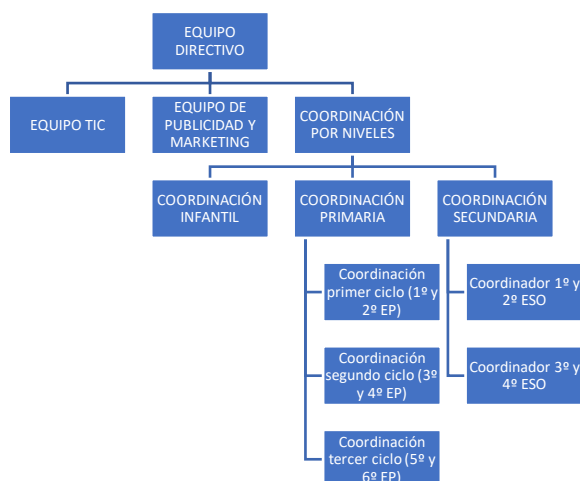 EQUIPO
DIRECTIVO
EQUIPO TIC
EQUIPO DE
PUBLICIDAD Y
MARKETING
COORDINACIÓN
POR NIVELES
COORDINACIÓN
INFANTIL
COORDINACIÓN
PRIMARIA
COORDINACIÓN
SECUNDARIA
Coordinación
primer ciclo (1º y
2º EP)
Coordinación
segundo ciclo (3º
y 4º EP)
Coordinación
tercer ciclo (5º y
6º EP)
Coordinador 1º y
2º ESO
Coordinador 3º y
4º ESO